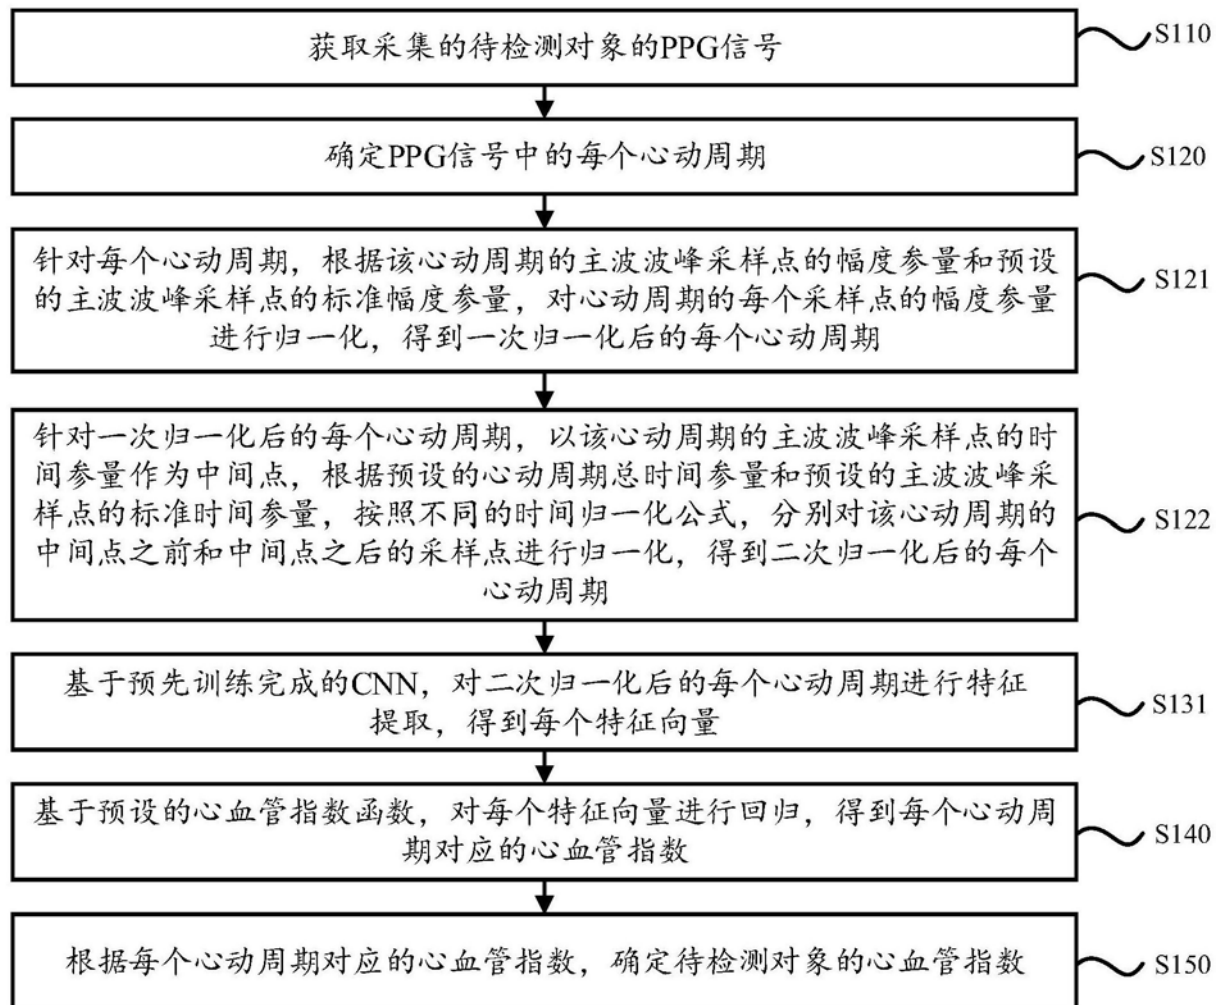 获取采集的待检测对象的PPG信号
S110
确定PPG信号中的每个心动周期
S120
针对每个心动周期，根据该心动周期的主波波峰采样点的幅度参量和预设
的主波波峰采样点的标准幅度参量，对心动周期的每个采样点的幅度参量
进行归一化，得到一次归一化后的每个心动周期
S121
针对一次归一化后的每个心动周期，以该心动周期的主波波峰采样点的时
间参量作为中间点，根据预设的心动周期总时间参量和预设的主波波峰采
样点的标准时间参量，按照不同的时间归一化公式，分别对该心动周期的
中间点之前和中间点之后的采样点进行归一化，得到二次归一化后的每个
心动周期
S122
基于预先训练完成的CNN，对二次归一化后的每个心动周期进行特征
提取，得到每个特征向量
S131
基于预设的心血管指数函数，对每个特征向量进行回归，得到每个心动周
期对应的心血管指数
S140
根据每个心动周期对应的心血管指数，确定待检测对象的心血管指数
S150